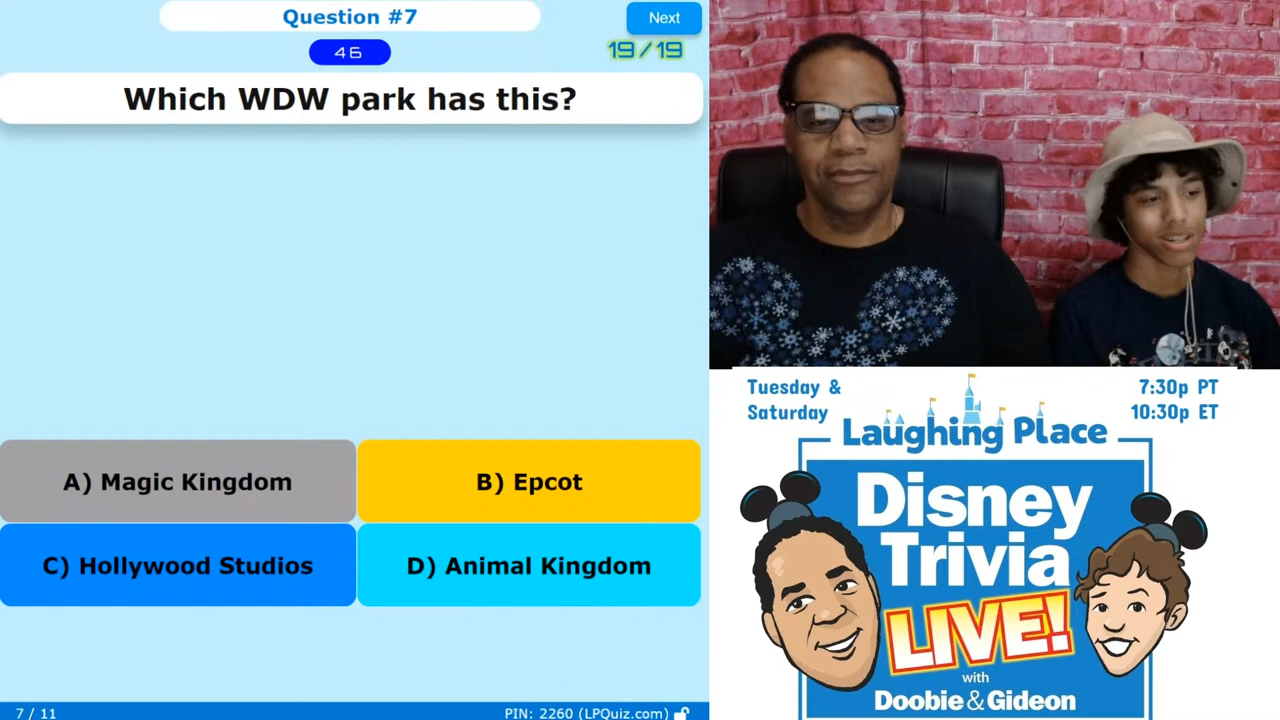 Question #7
Next
46
19/19
Which WDW park has this?
A) Magic Kingdom
B) Epcot
C) Hollywood Studios
D) Animal Kingdom
7 / 11
PIN: 2260 (LPQuiz.com)
Tuesday &
Saturday
7:30p PT
10:30p ET
Laughing Place
Disney
Trivia
LIVE!
with
Doobie & Gideon